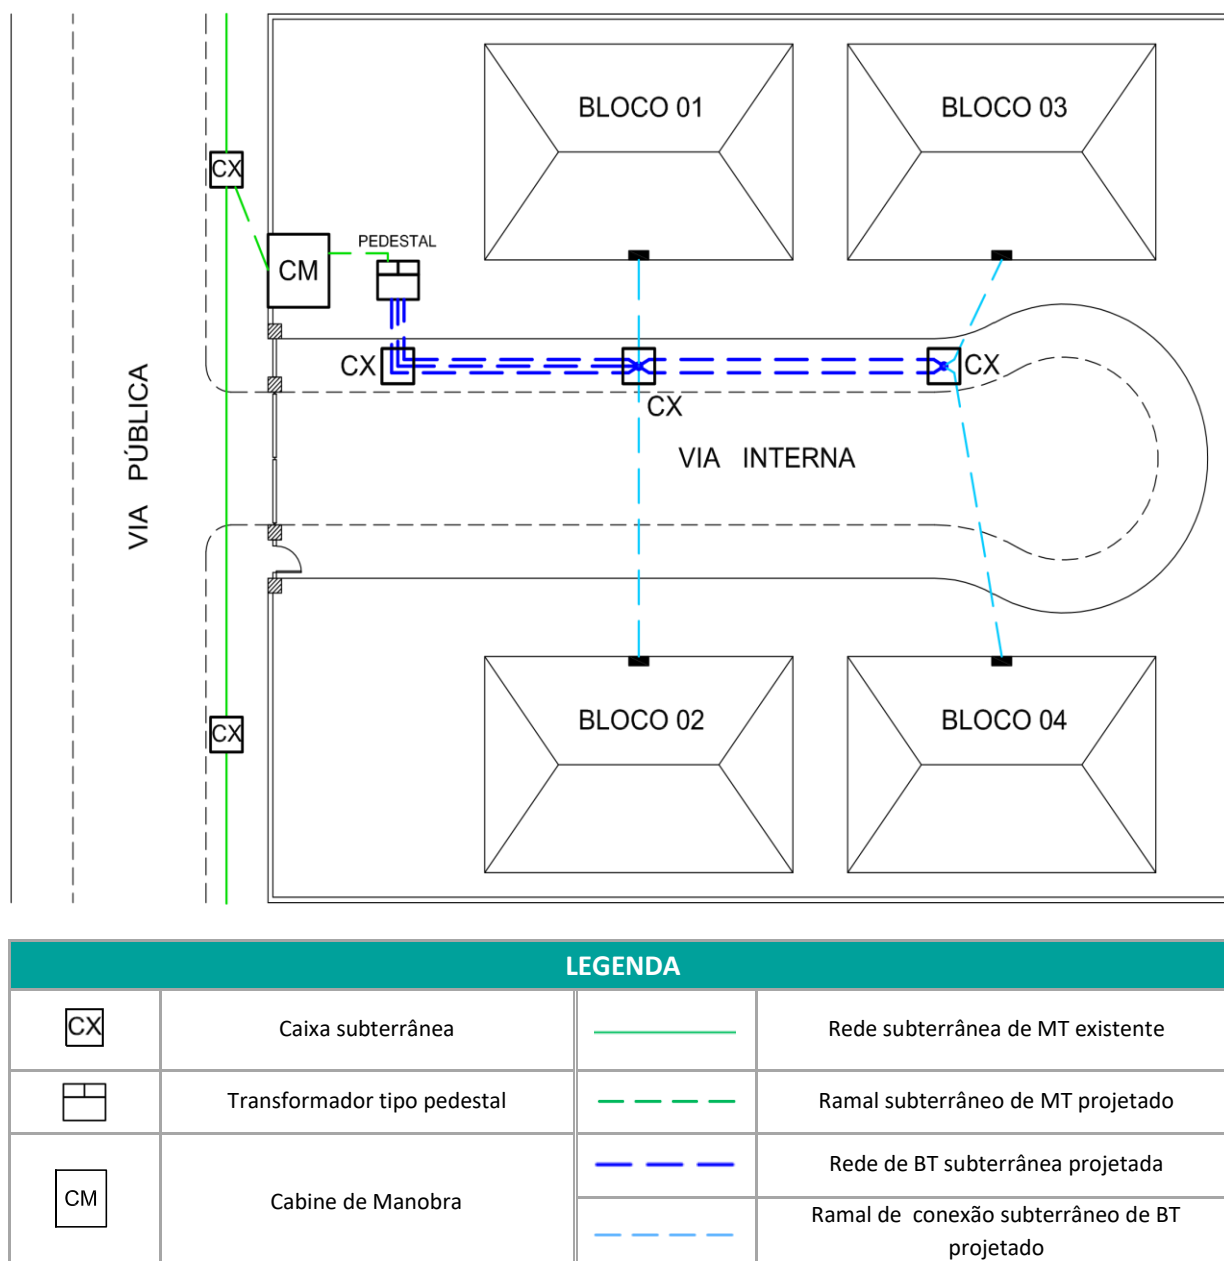 BLOCO 01
BLOCO 03
CX
PEDESTAL
CM
CX
CX
CX
VIA PÚBLICA
VIA INTERNA
BLOCO 02
BLOCO 04
CX
LEGENDA
CX
Caixa subterrânea
Rede subterrânea de MT existente
Transformador tipo pedestal
Ramal subterrâneo de MT projetado
CM
Cabine de Manobra
Rede de BT subterrânea projetada
Ramal de conexão subterrâneo de BT
projetado